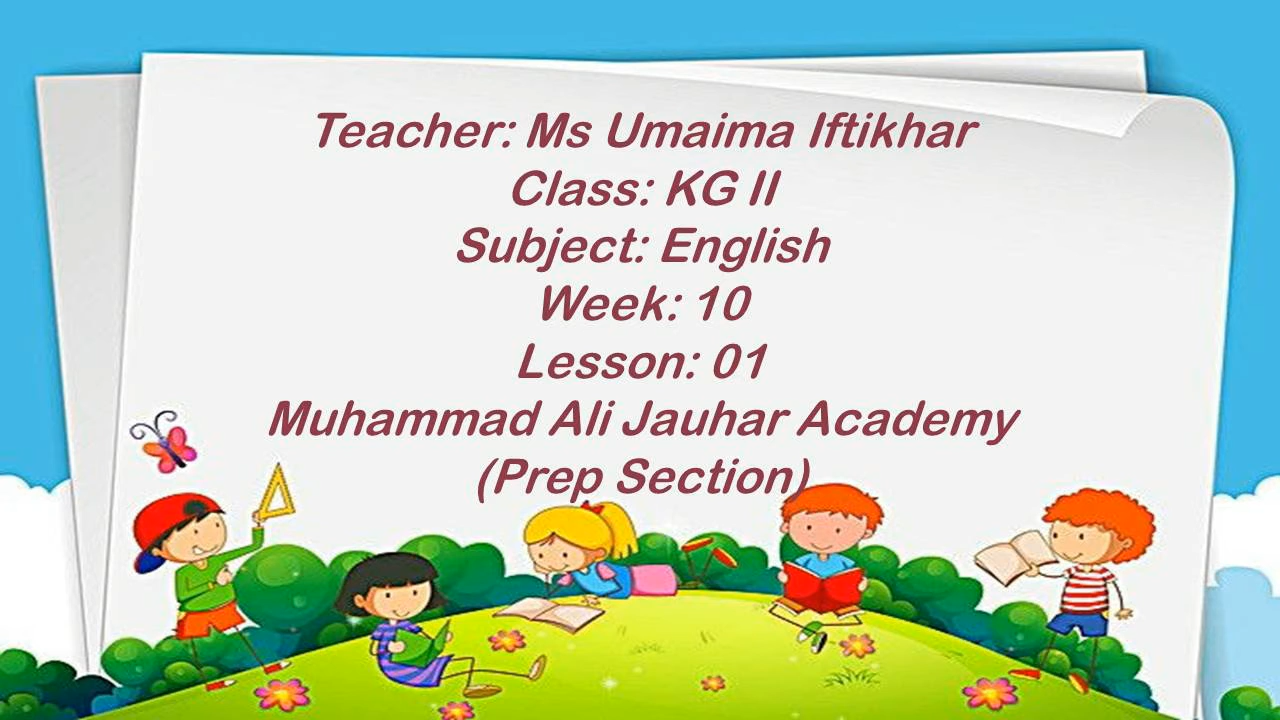 Teacher: Ms Umaima Iftikhar
Class: KG II
Subject: English
Week: 10
Lesson: 01
Muhammad Ali Jauhar Academy
(Prep Section)